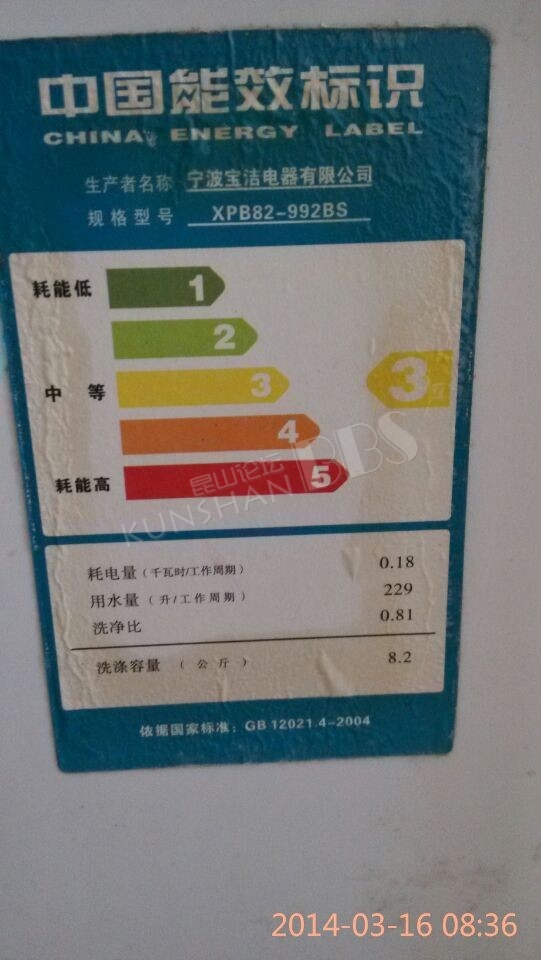 中国能效标识
CHINA ENERGY LABEL
生产者名称 宁波宝洁电器有限公司
规格型号 XPB82-992BS
耗能低 1
2
中 等 3 3
4
耗能高 5
昆山论坛
KUNSHAN BBS
耗电量（千瓦时/工作周期） 0.18
用水量（升/工作周期） 229
洗净比 0.81
洗涤容量（公斤） 8.2
依据国家标准：GB 12021.4-2004
2014-03-16 08:36